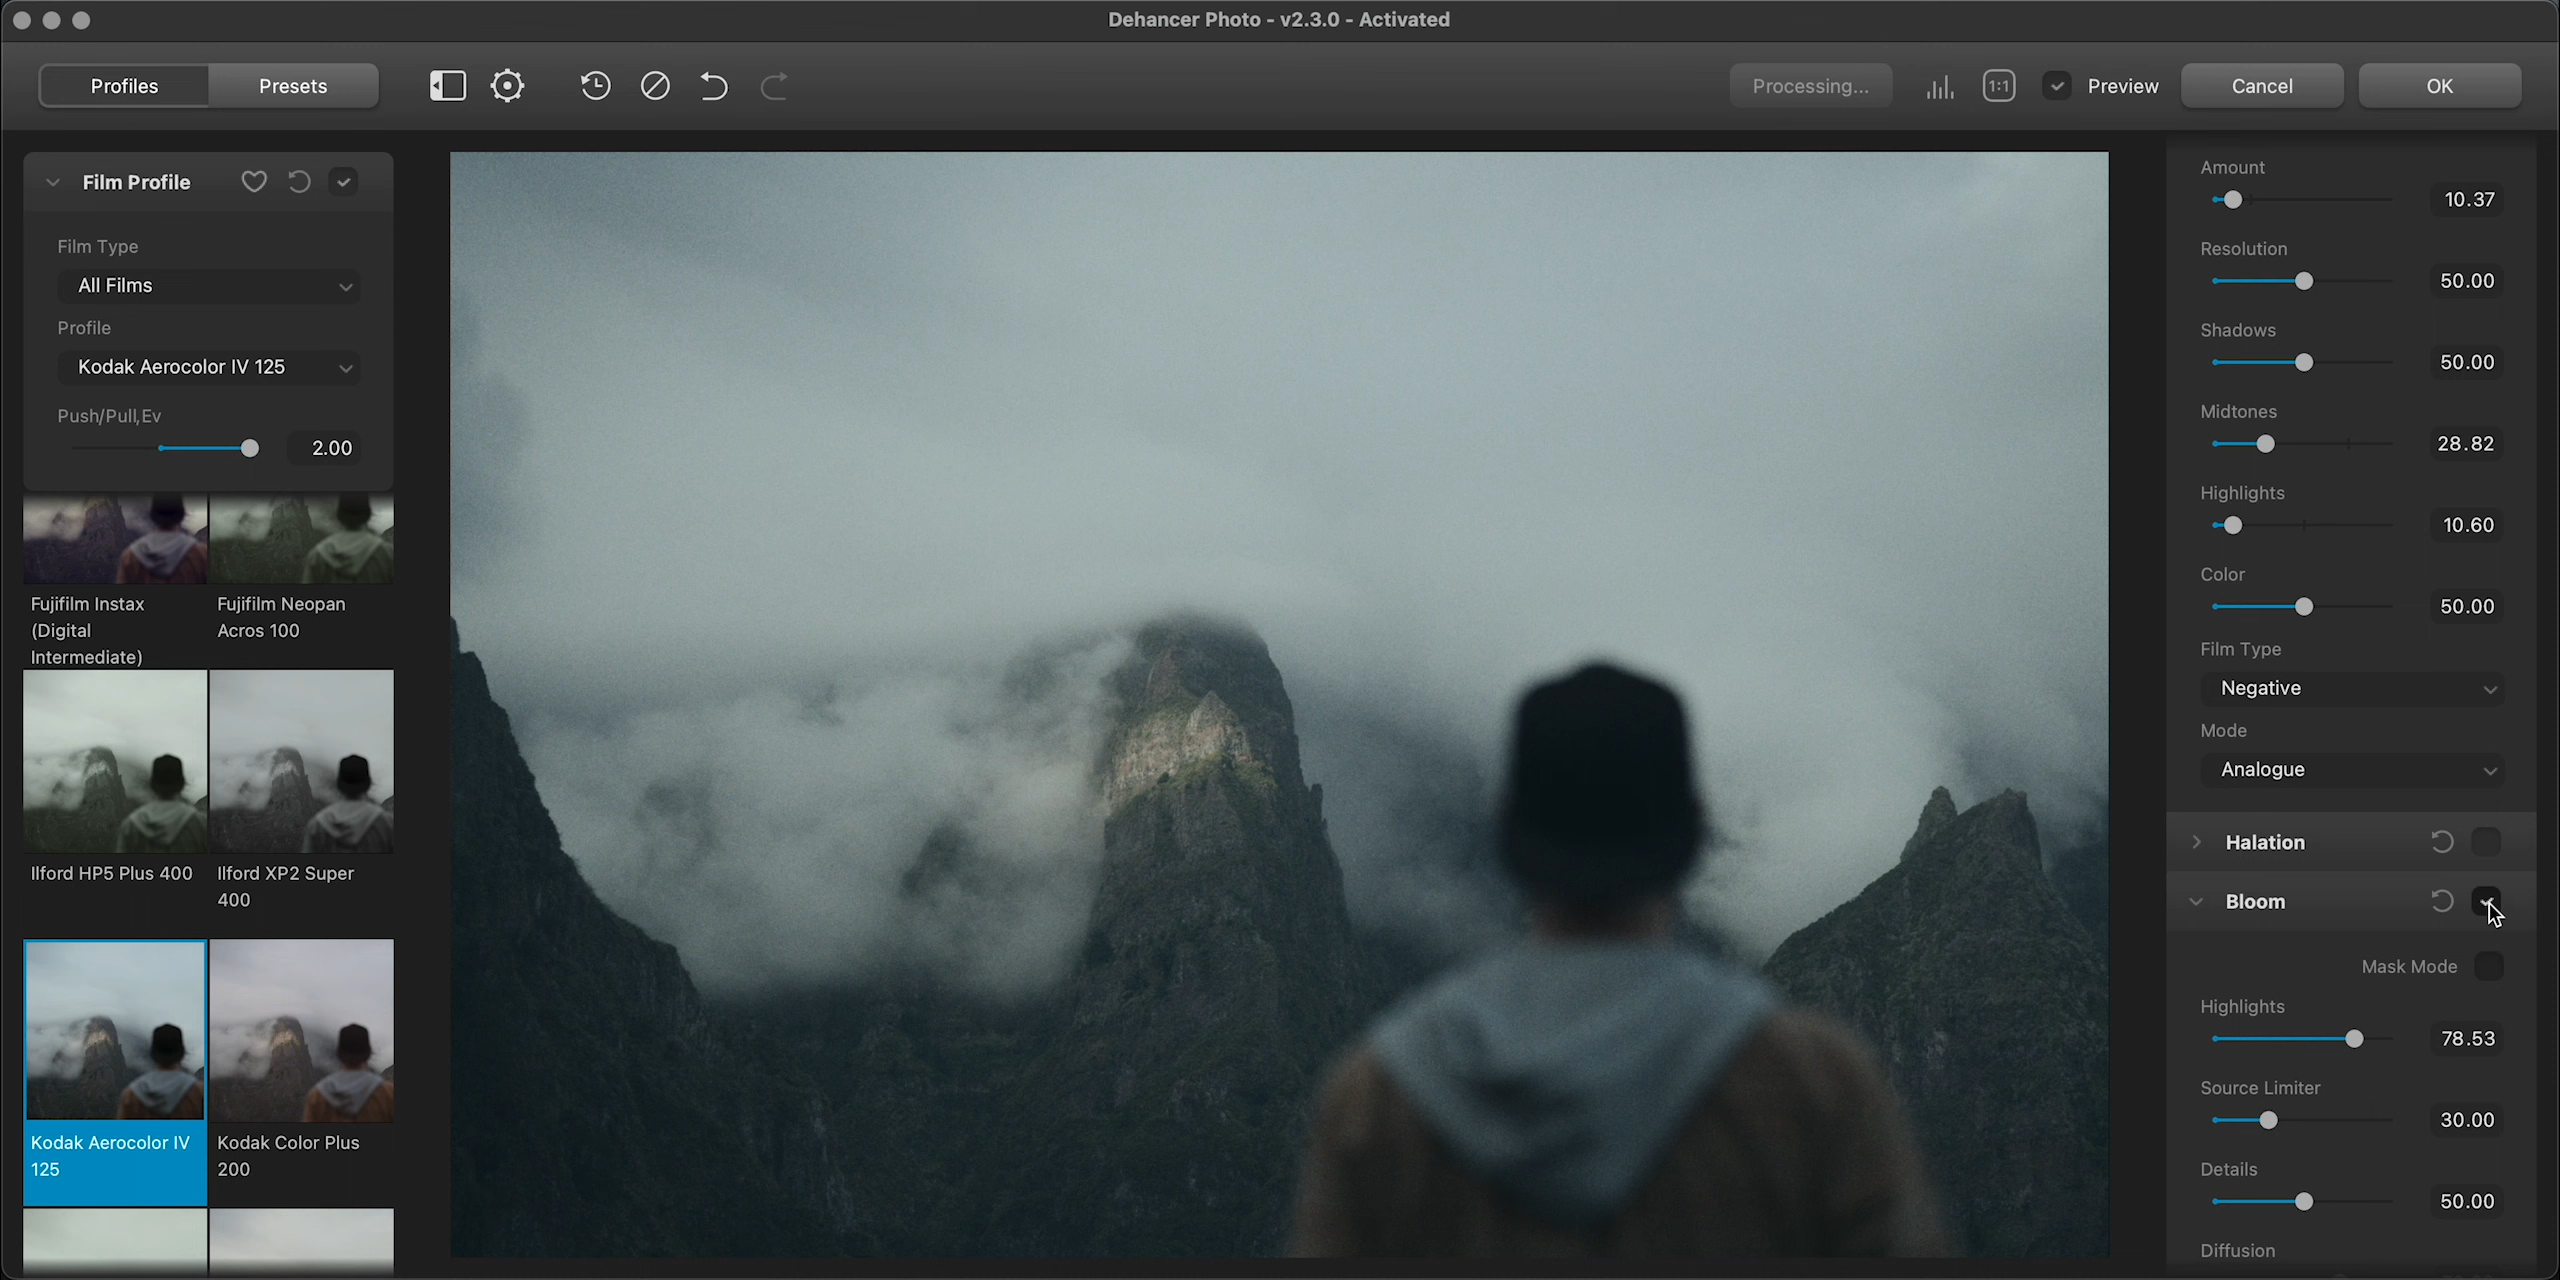 Dehancer Photo - v2.3.0 - Activated
Profiles
Presets
Processing...
1:1
Preview
Cancel
OK
Film Profile
Film Type
All Films
Profile
Kodak Aerocolor IV 125
Push/Pull,Ev
2.00
Fujifilm Instax
(Digital
Intermediate)
Fujifilm Neopan
Acros 100
Ilford HP5 Plus 400
Ilford XP2 Super
400
Kodak Aerocolor IV
125
Kodak Color Plus
200
Amount
10.37
Resolution
50.00
Shadows
50.00
Midtones
28.82
Highlights
10.60
Color
50.00
Film Type
Negative
Mode
Analogue
Halation
Bloom
Mask Mode
Highlights
78.53
Source Limiter
30.00
Details
50.00
Diffusion